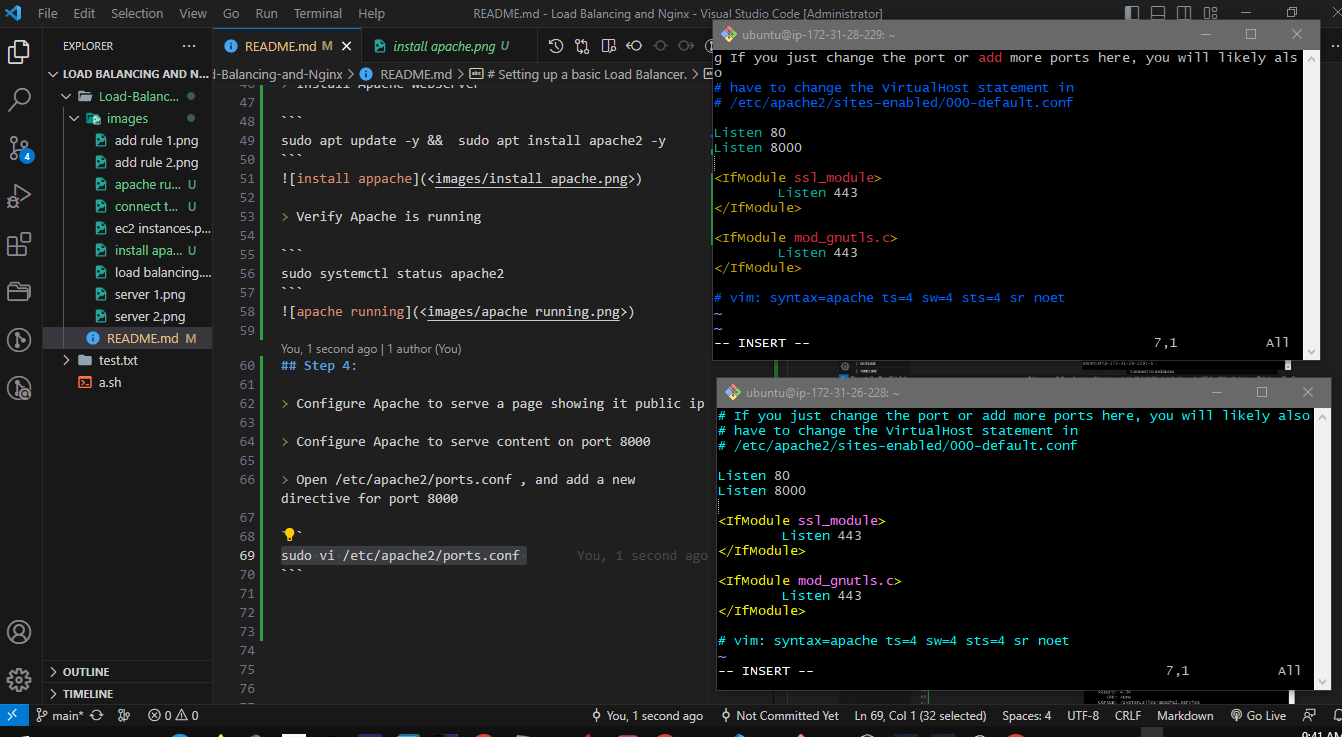 File Edit Selection View Go Run Terminal Help
README.md - Load Balancing and Nginx - Visual Studio Code [Administrator]
EXPLORER
LOAD BALANCING AND N...
Load-Balanc...
images
add rule 1.png
add rule 2.png
apache ru... U
connect t... U
ec2 instances.p...
install apa... U
load balancing....
server 1.png
server 2.png
README.md M
test.txt
a.sh
OUTLINE
TIMELINE
4
README.md M
install apache.png U
d-Balancing-and-Nginx > README.md > # Setting up a basic Load Balancer. >
46 > Install Apache Webserver
47
48 ```
49 sudo apt update -y &&  sudo apt install apache2 -y
50 ```
51 ![install appache](<images/install apache.png>)
52
53 > Verify Apache is running
54
55 ```
56 sudo systemctl status apache2
57 ```
58 ![apache running](<images/apache running.png>)
59
You, 1 second ago | 1 author (You)
60 ## Step 4:
61
62 > Configure Apache to serve a page showing it public ip
63
64 > Configure Apache to serve content on port 8000
65
66 > Open /etc/apache2/ports.conf , and add a new
directive for port 8000
67
68 ```
69 sudo vi /etc/apache2/ports.conf You, 1 second ago
70 ```
71
72
73
74
75
76
ubuntu@ip-172-31-28-229: ~
g If you just change the port or add more ports here, you will likely als
o
# have to change the VirtualHost statement in
# /etc/apache2/sites-enabled/000-default.conf
Listen 80
Listen 8000
<IfModule ssl_module>
Listen 443
</IfModule>
<IfModule mod_gnutls.c>
Listen 443
</IfModule>
# vim: syntax=apache ts=4 sw=4 sts=4 sr noet
~
~
-- INSERT -- 7,1 All
OUTLINE
TIMELINE
ubuntu@ip-172-31-26-228: ~
# If you just change the port or add more ports here, you will likely also
# have to change the VirtualHost statement in
# /etc/apache2/sites-enabled/000-default.conf
Listen 80
Listen 8000
<IfModule ssl_module>
Listen 443
</IfModule>
<IfModule mod_gnutls.c>
Listen 443
</IfModule>
# vim: syntax=apache ts=4 sw=4 sts=4 sr noet
~
-- INSERT -- 7,1 All
main* 0 0 You, 1 second ago Not Committed Yet Ln 69, Col 1 (32 selected) Spaces: 4 UTF-8 CRLF Markdown Go Live
9:41 AM